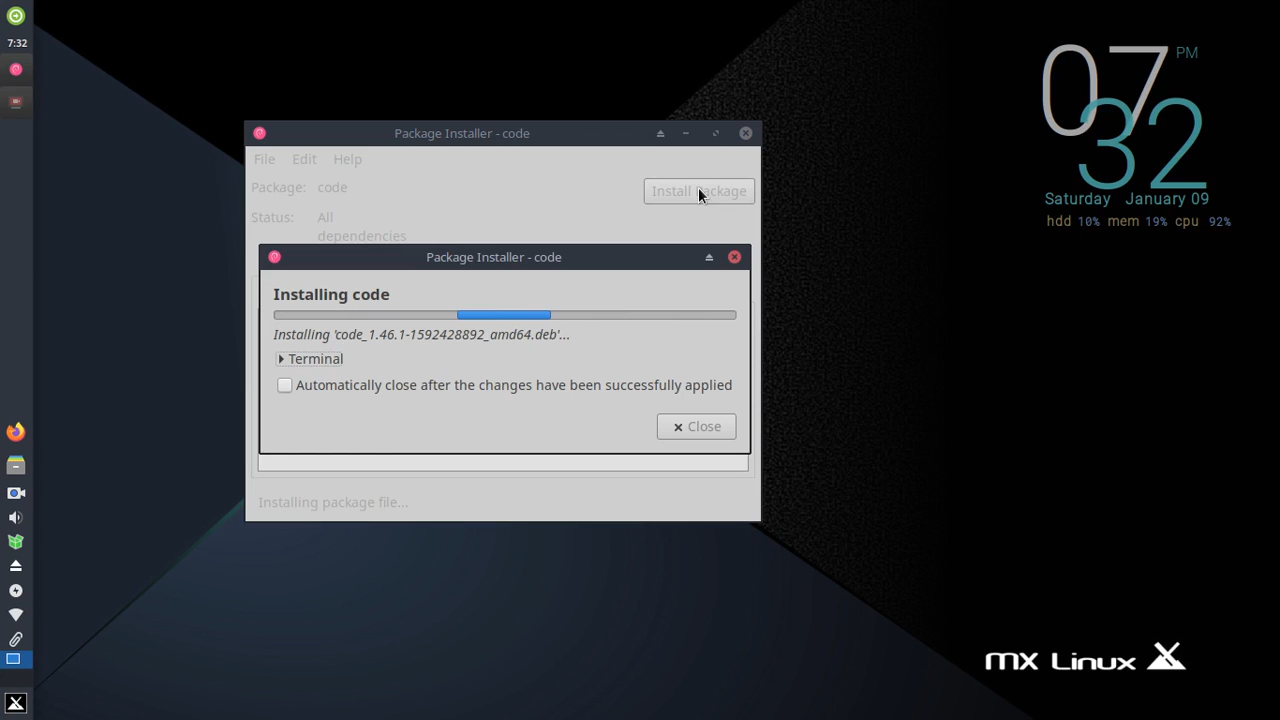 7:32
Package Installer - code
File Edit Help
Package: code
Install Package
Status: All
dependencies
Package Installer - code
Installing code
Installing 'code_1.46.1-1592428892_amd64.deb'...
Terminal
Automatically close after the changes have been successfully applied
Close
Installing package file...
07 PM
32
Saturday January 09
hdd 10% mem 19% cpu 92%
MX Linux